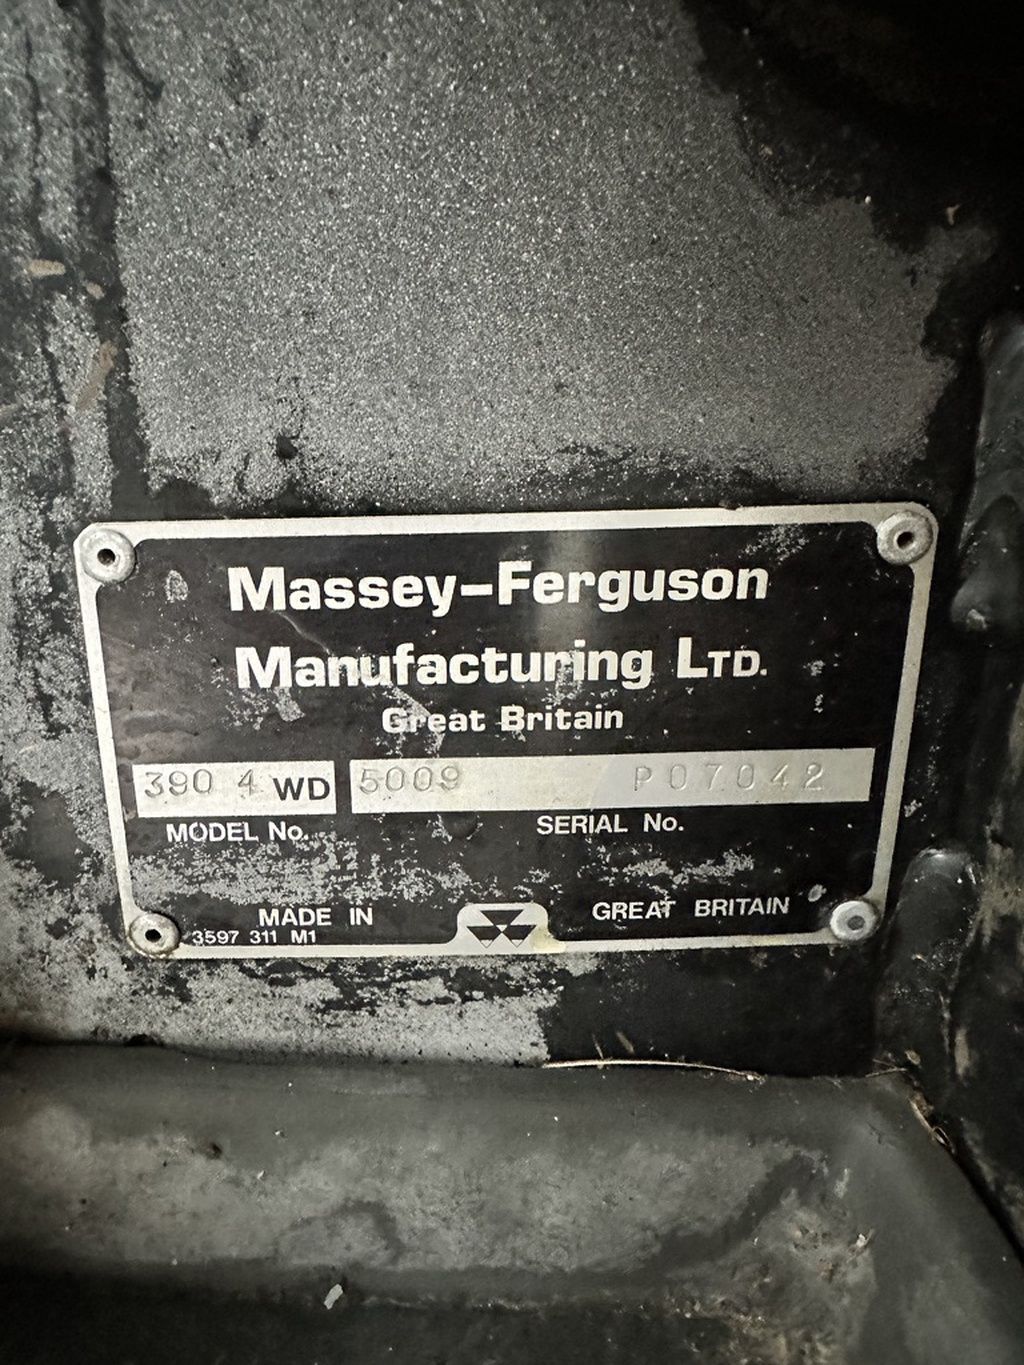 Massey-Ferguson
Manufacturing LTD.
Great Britain
390 4 WD 5009 P07042
MODEL No. SERIAL No.
MADE IN GREAT BRITAIN
3597 311 M1